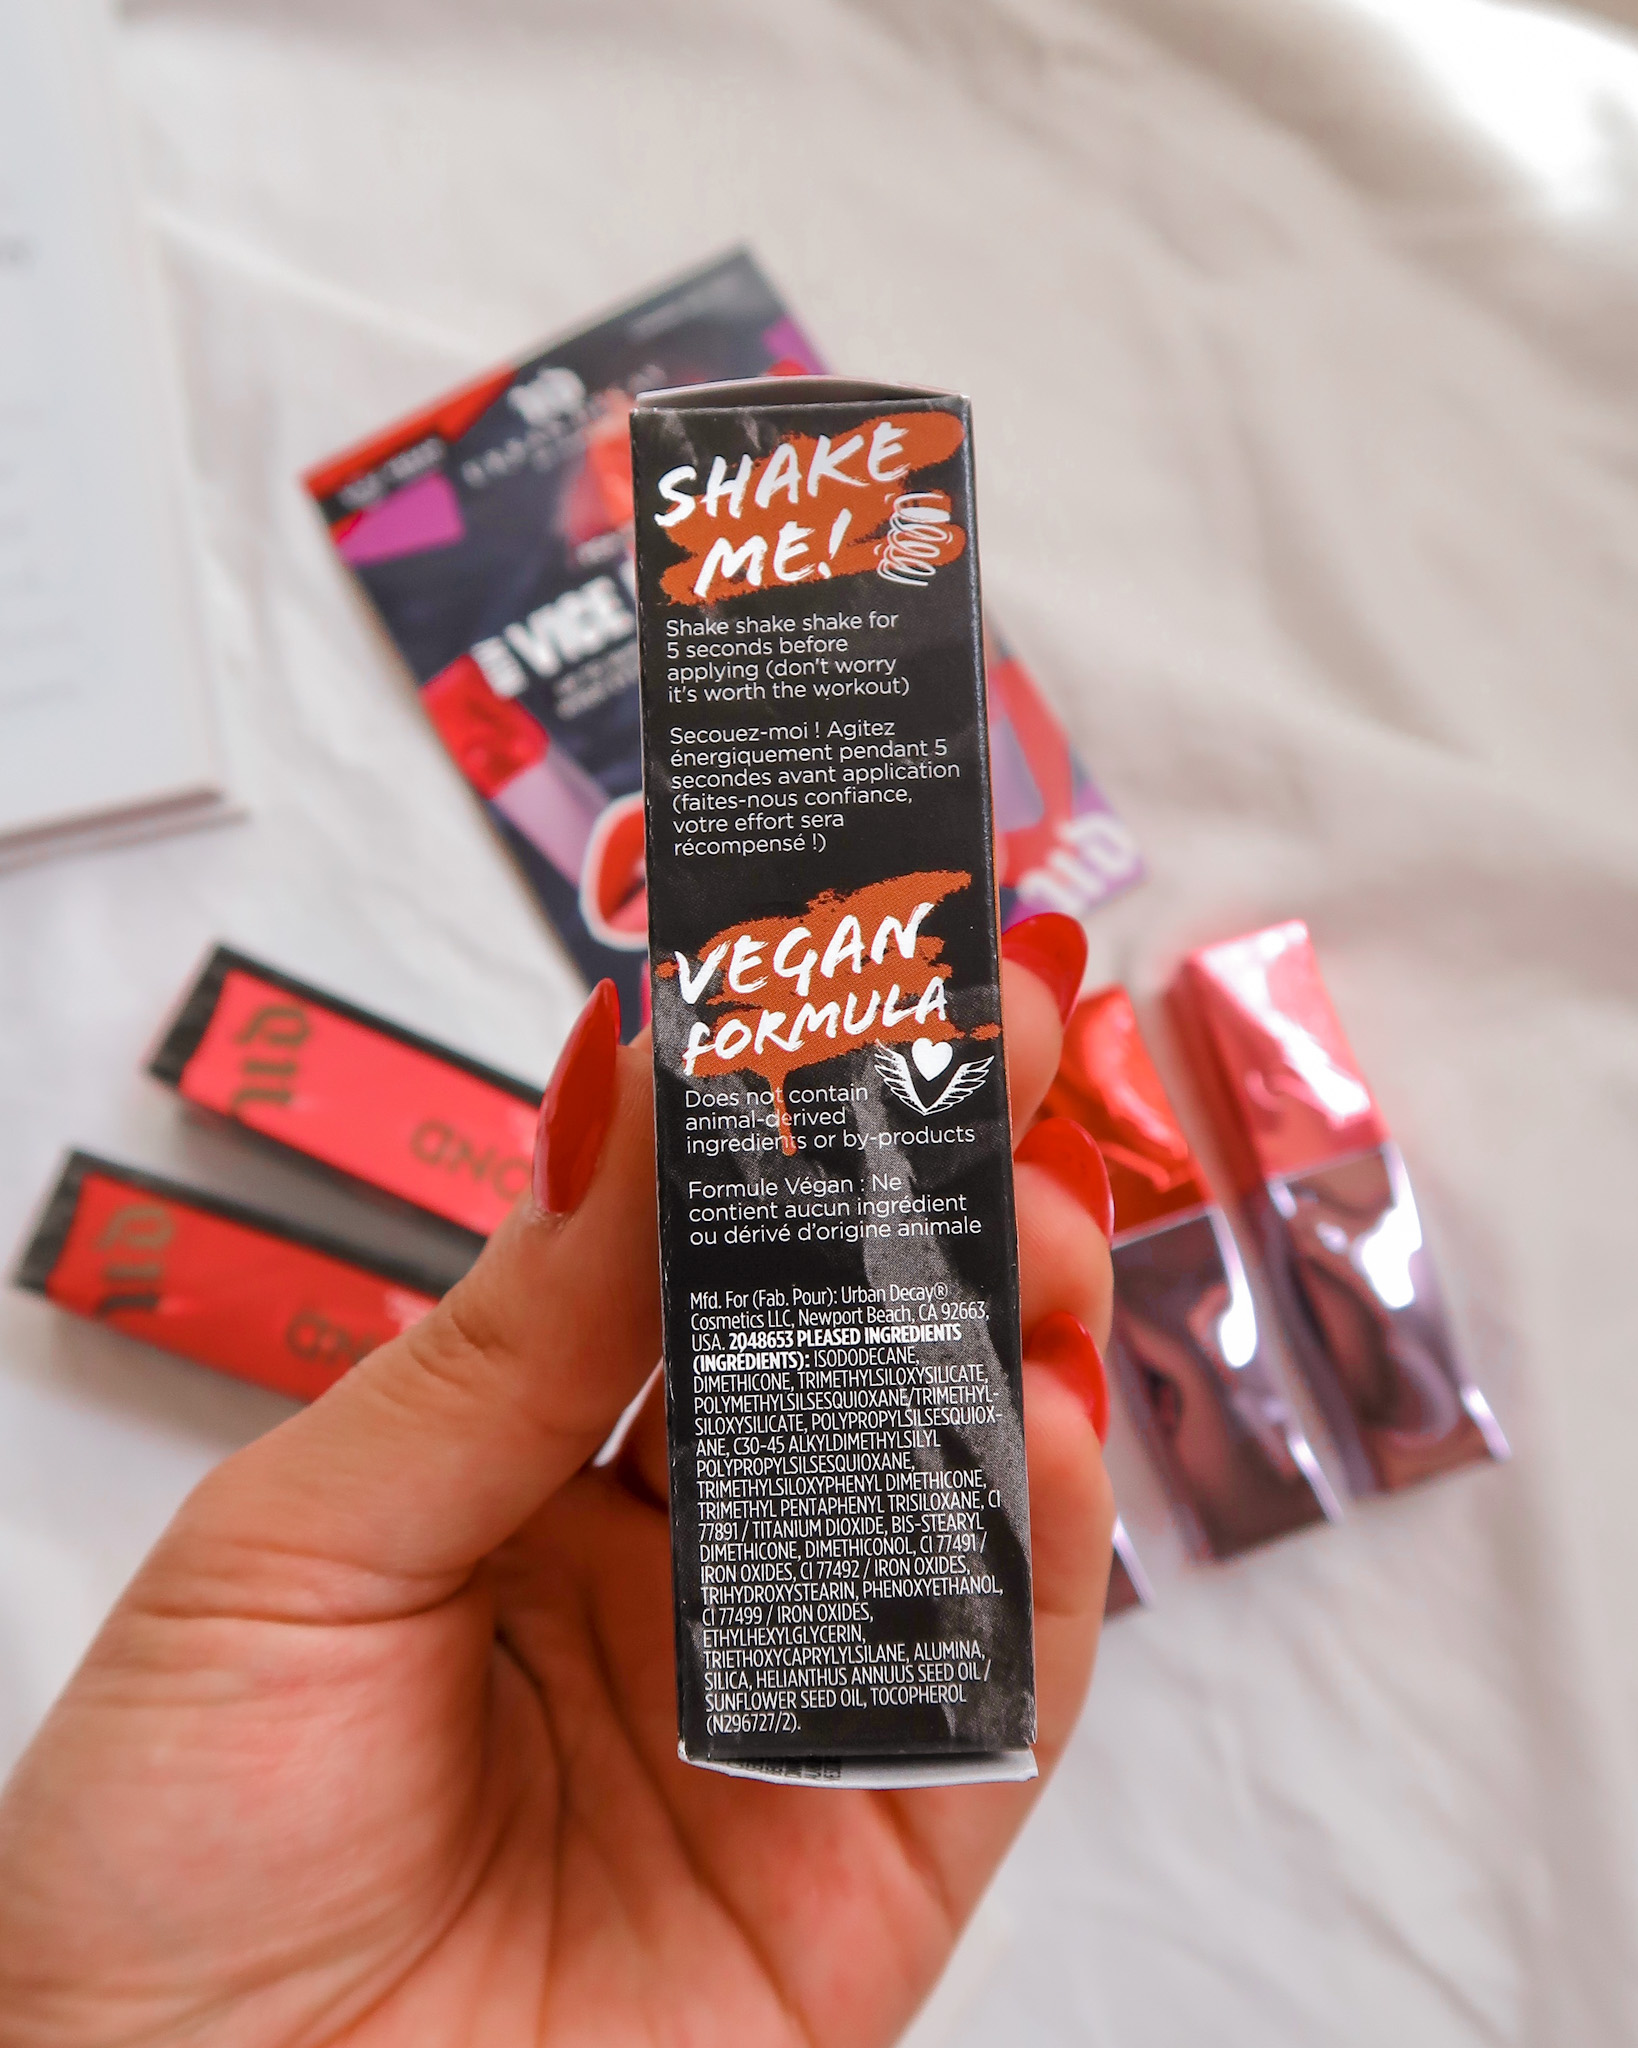 SHAKE
ME!
Shake shake shake for
5 seconds before
applying (don't worry
it's worth the workout)
Secouez-moi ! Agitez
énergiquement pendant 5
secondes avant application
(faites-nous confiance,
votre effort sera
récompensé !)
VEGAN
FORMULA
Does not contain
animal-derived
ingredients or by-products
Formule Végan : Ne
contient aucun ingrédient
ou dérivé d'origine animale
Mfd. For (Fab. Pour): Urban Decay®
Cosmetics LLC, Newport Beach, CA 92663,
USA. 2048653 PLEASED INGREDIENTS
(INGRÉDIENTS): ISODODECANE,
DIMETHICONE, TRIMETHYLSILOXYSILICATE,
POLYMETHYLSILSESQUIOXANE/TRIMETHYL-
SILOXYSILICATE, POLYPROPYLSILSESQUIOX-
ANE, C30-45 ALKYLDIMETHYLSILYL
POLYPROPYLSILSESQUIOXANE,
TRIMETHYLSILOXYPHENYL DIMETHICONE,
TRIMETHYL PENTAPHENYL TRISILOXANE, CI
77891 / TITANIUM DIOXIDE, BIS-STEARYL
DIMETHICONE, DIMETHICONOL, CI 77491 /
IRON OXIDES, CI 77492 / IRON OXIDES,
TRIHYDROXYSTEARIN, PHENOXYETHANOL,
CI 77499 / IRON OXIDES,
ETHYLHEXYLGLYCERIN,
TRIETHOXYCAPRYLYLSILANE, ALUMINA,
SILICA, HELIANTHUS ANNUUS SEED OIL /
SUNFLOWER SEED OIL, TOCOPHEROL
(N296727/2).
VICE
UD
UD
UD
UD